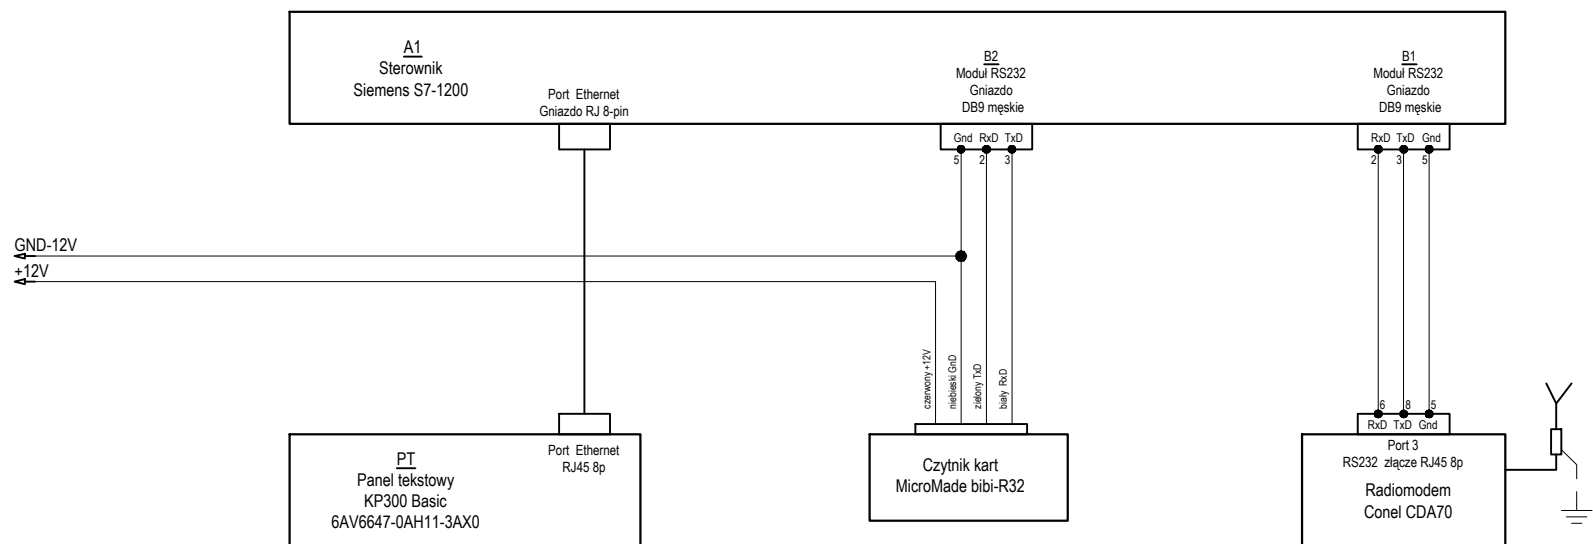 A1
Sterownik
Siemens S7-1200
Port Ethernet
Gniazdo RJ 8-pin
B2
Moduł RS232
Gniazdo
DB9 męskie
B1
Moduł RS232
Gniazdo
DB9 męskie
Gnd RxD TxD
5 2 3
RxD TxD Gnd
2 3 5
GND-12V
+12V
czerwony +12V
niebieski GnD
zielony TxD
biały RxD
PT
Panel tekstowy
KP300 Basic
6AV6647-0AH11-3AX0
Port Ethernet
RJ45 8p
Czytnik kart
MicroMade bibi-R32
6 8 5
RxD TxD Gnd
Port 3
RS232 złącze RJ45 8p
Radiomodem
Conel CDA70